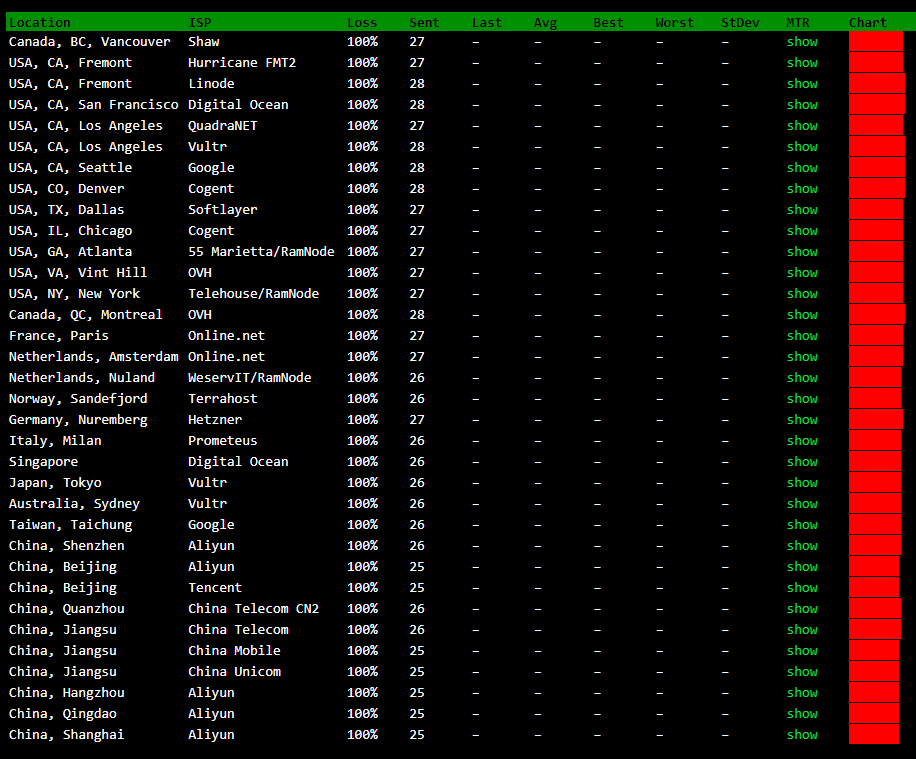 Location ISP Loss Sent Last Avg Best Worst StDev MTR Chart
Canada, BC, Vancouver Shaw 100% 27 – – – – – show
USA, CA, Fremont Hurricane FMT2 100% 27 – – – – – show
USA, CA, Fremont Linode 100% 28 – – – – – show
USA, CA, San Francisco Digital Ocean 100% 28 – – – – – show
USA, CA, Los Angeles QuadraNET 100% 27 – – – – – show
USA, CA, Los Angeles Vultr 100% 28 – – – – – show
USA, CA, Seattle Google 100% 28 – – – – – show
USA, CO, Denver Cogent 100% 28 – – – – – show
USA, TX, Dallas Softlayer 100% 27 – – – – – show
USA, IL, Chicago Cogent 100% 27 – – – – – show
USA, GA, Atlanta 55 Marietta/RamNode 100% 27 – – – – – show
USA, VA, Vint Hill OVH 100% 27 – – – – – show
USA, NY, New York Telehouse/RamNode 100% 27 – – – – – show
Canada, QC, Montreal OVH 100% 28 – – – – – show
France, Paris Online.net 100% 27 – – – – – show
Netherlands, Amsterdam Online.net 100% 27 – – – – – show
Netherlands, Nuland WeservIT/RamNode 100% 26 – – – – – show
Norway, Sandefjord Terrahost 100% 26 – – – – – show
Germany, Nuremberg Hetzner 100% 27 – – – – – show
Italy, Milan Prometeus 100% 26 – – – – – show
Singapore Digital Ocean 100% 26 – – – – – show
Japan, Tokyo Vultr 100% 26 – – – – – show
Australia, Sydney Vultr 100% 26 – – – – – show
Taiwan, Taichung Google 100% 26 – – – – – show
China, Shenzhen Aliyun 100% 26 – – – – – show
China, Beijing Aliyun 100% 25 – – – – – show
China, Beijing Tencent 100% 25 – – – – – show
China, Quanzhou China Telecom CN2 100% 26 – – – – – show
China, Jiangsu China Telecom 100% 26 – – – – – show
China, Jiangsu China Mobile 100% 25 – – – – – show
China, Jiangsu China Unicom 100% 25 – – – – – show
China, Hangzhou Aliyun 100% 25 – – – – – show
China, Qingdao Aliyun 100% 25 – – – – – show
China, Shanghai Aliyun 100% 25 – – – – – show